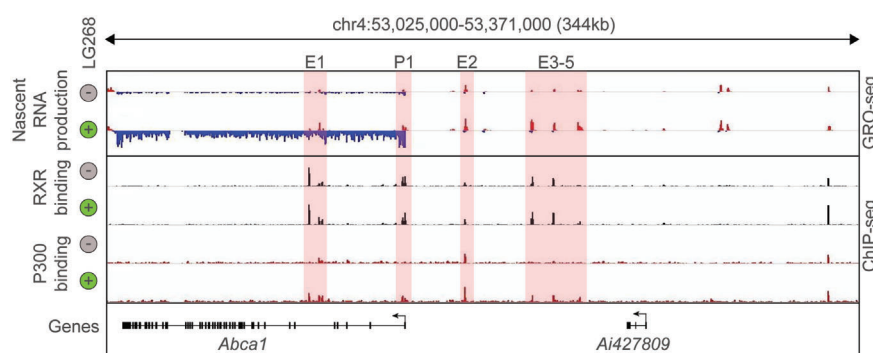 chr4:53,025,000-53,371,000 (344kb)
LG268
E1 P1 E2 E3-5
Nascent
RNA
production
-
+
GRO-seq
RXR
binding
-
+
P300
binding
-
+
ChIP-seq
Genes
Abca1
Ai427809